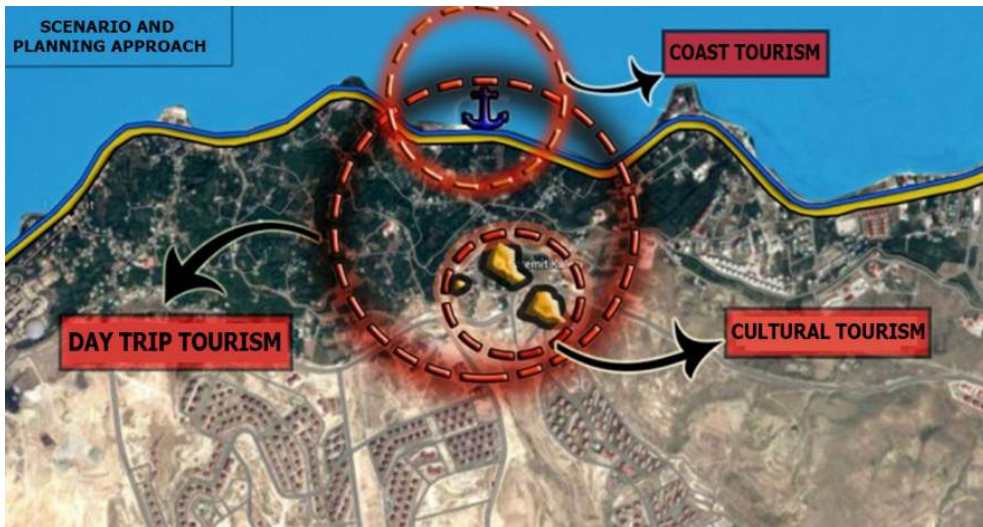 SCENARIO AND
PLANNING APPROACH
COAST TOURISM
DAY TRIP TOURISM
CULTURAL TOURISM